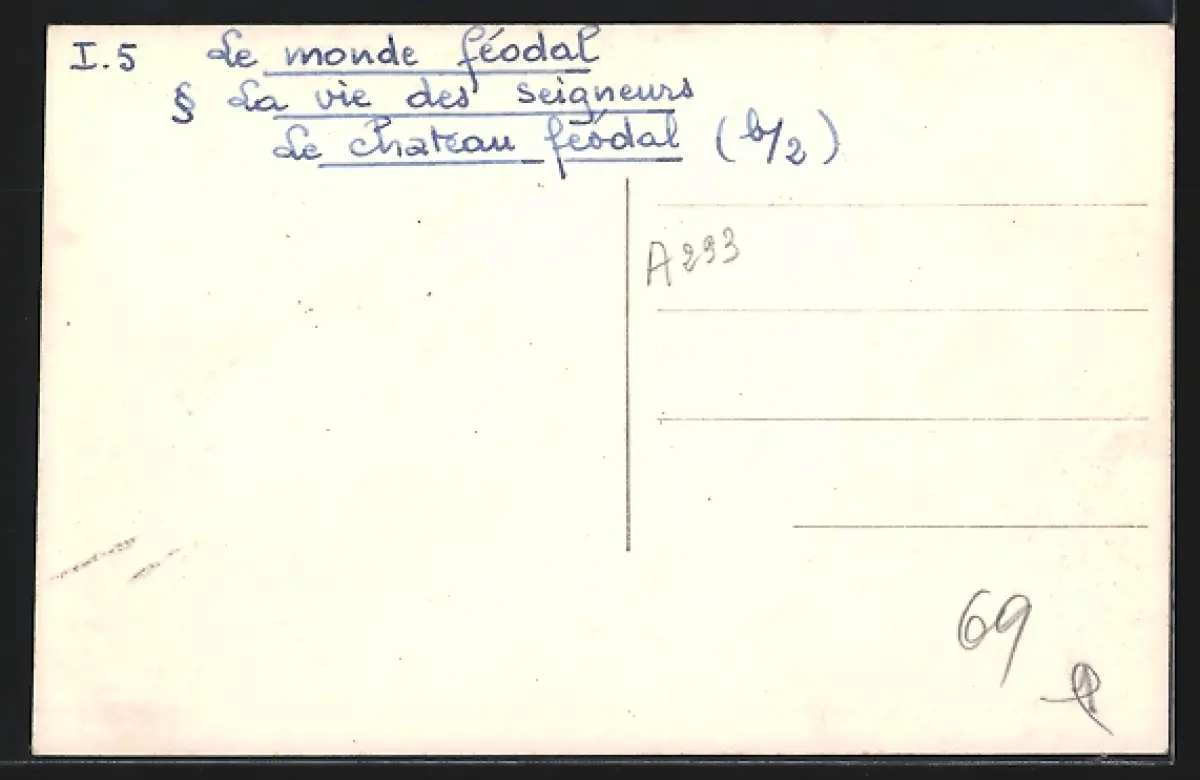 I.5 Le monde féodal
§ La vie des seigneurs
Le chateau féodal (b/2)
A293
69